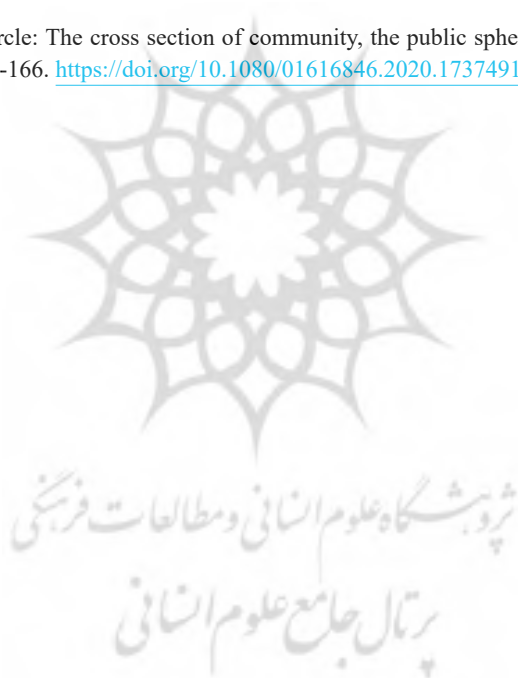 rcle: The cross section of community, the public sphe
-166. https://doi.org/10.1080/01616846.2020.1737491
پژوهشگاه علوم انسانی و مطالعات فرهنگی
پرتال جامع علوم انسانی